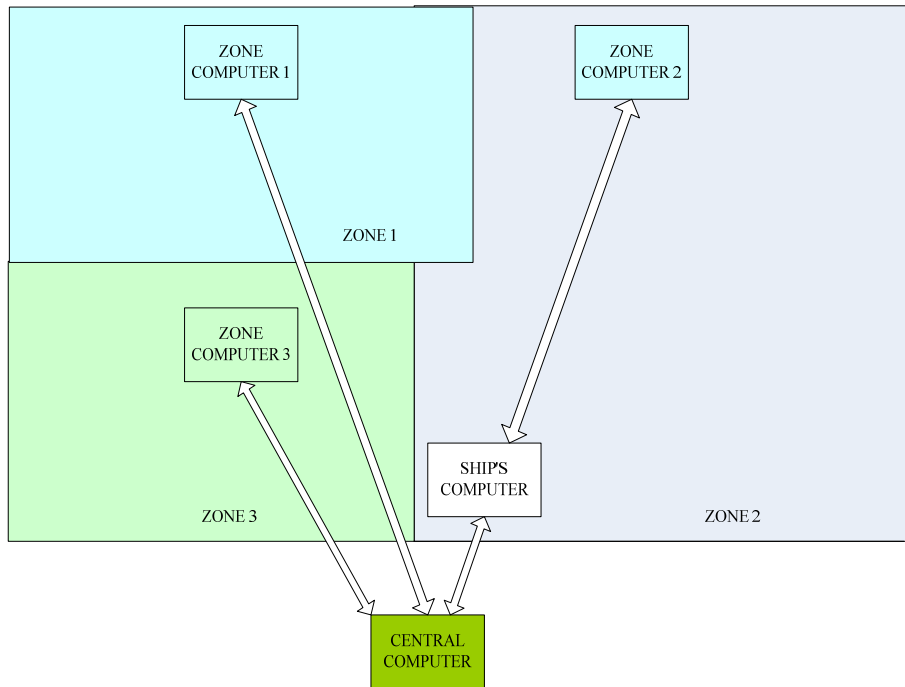 ZONE
COMPUTER 1
ZONE
COMPUTER 2
ZONE 1
ZONE
COMPUTER 3
SHIP'S
COMPUTER
ZONE 3
ZONE 2
CENTRAL
COMPUTER